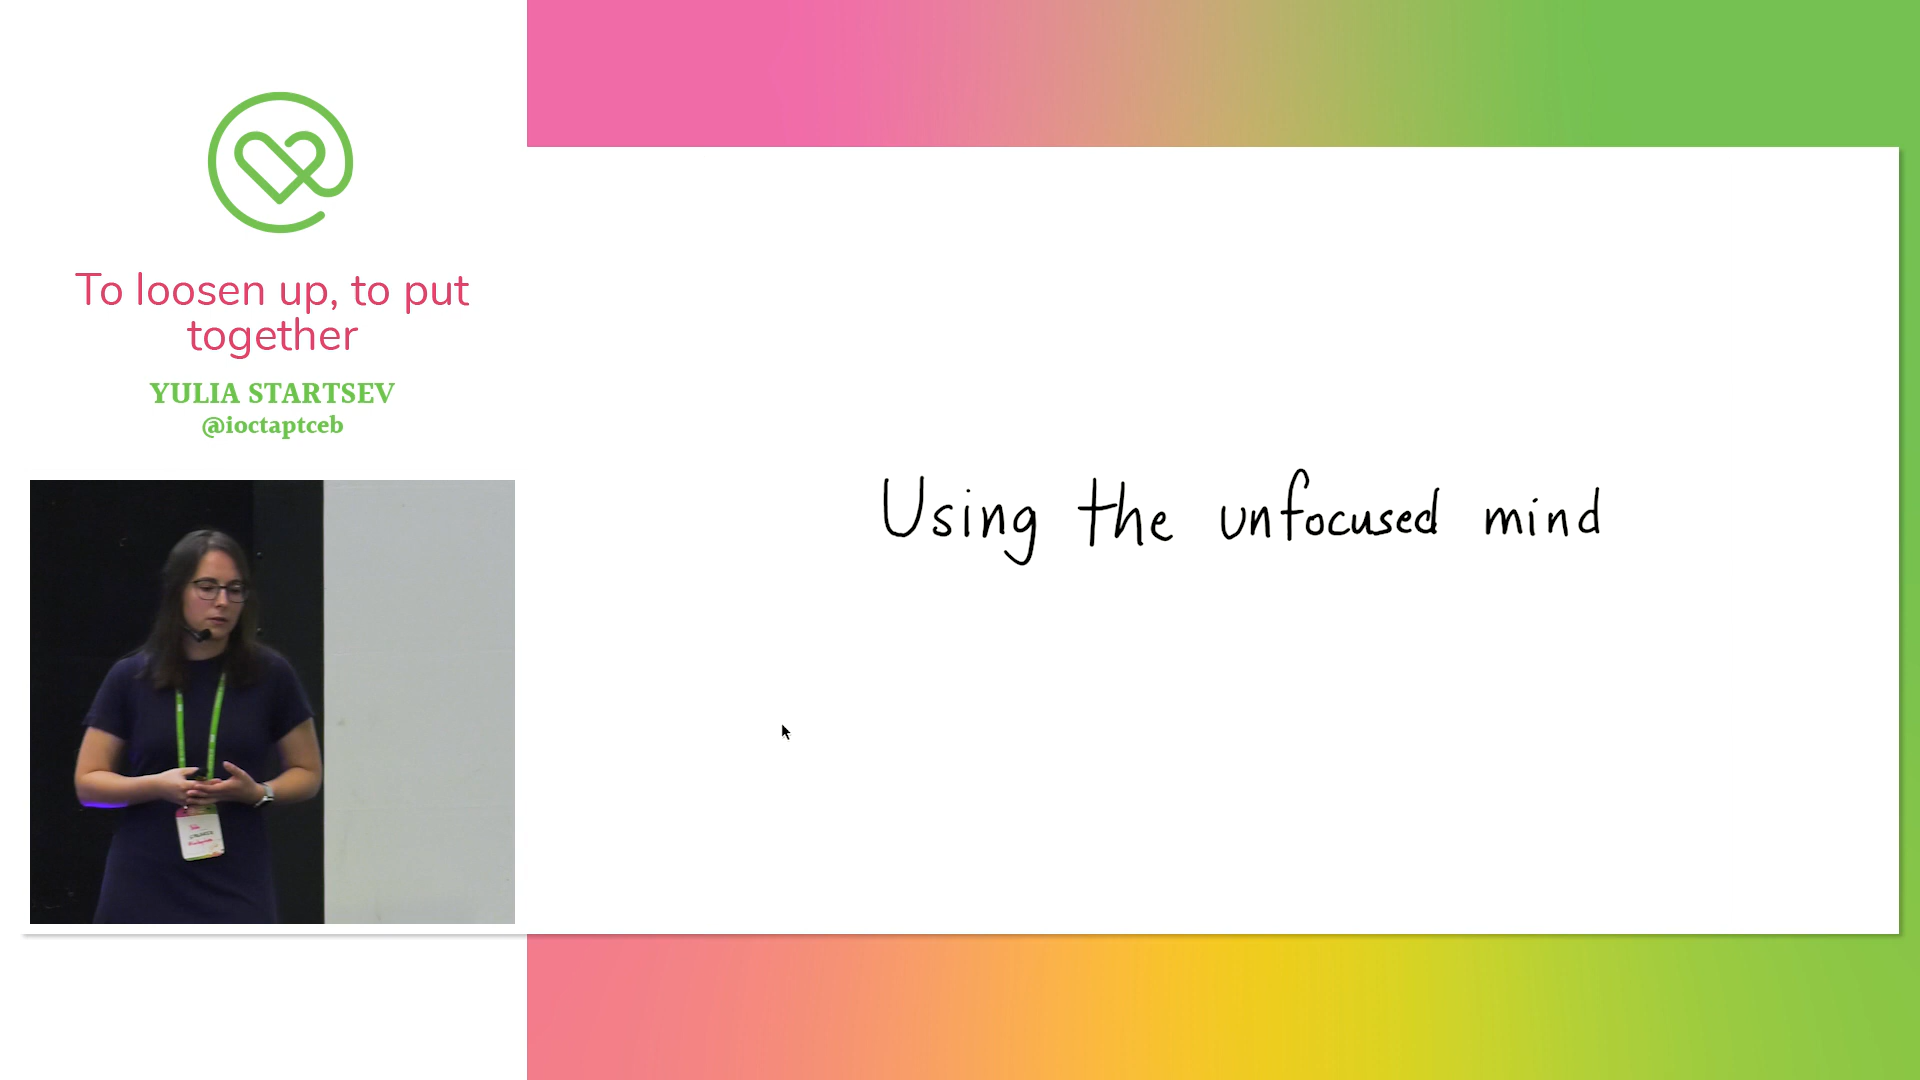 To loosen up, to put
together
YULIA STARTSEV
@ioctaptceb
Using the unfocused mind